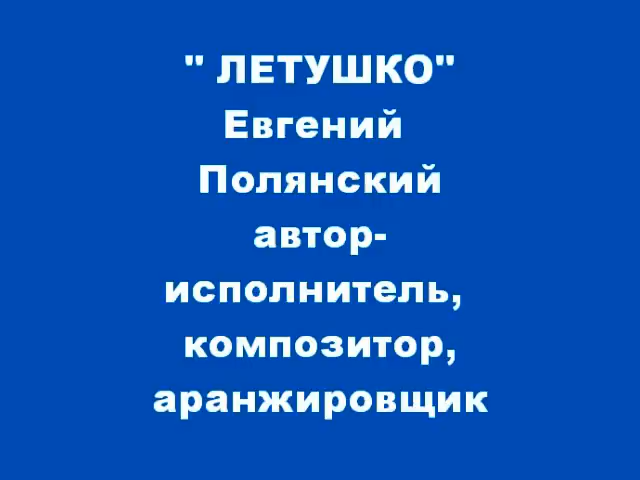 " ЛЕТУШКО"
Евгений
Полянский
автор-
исполнитель,
композитор,
аранжировщик